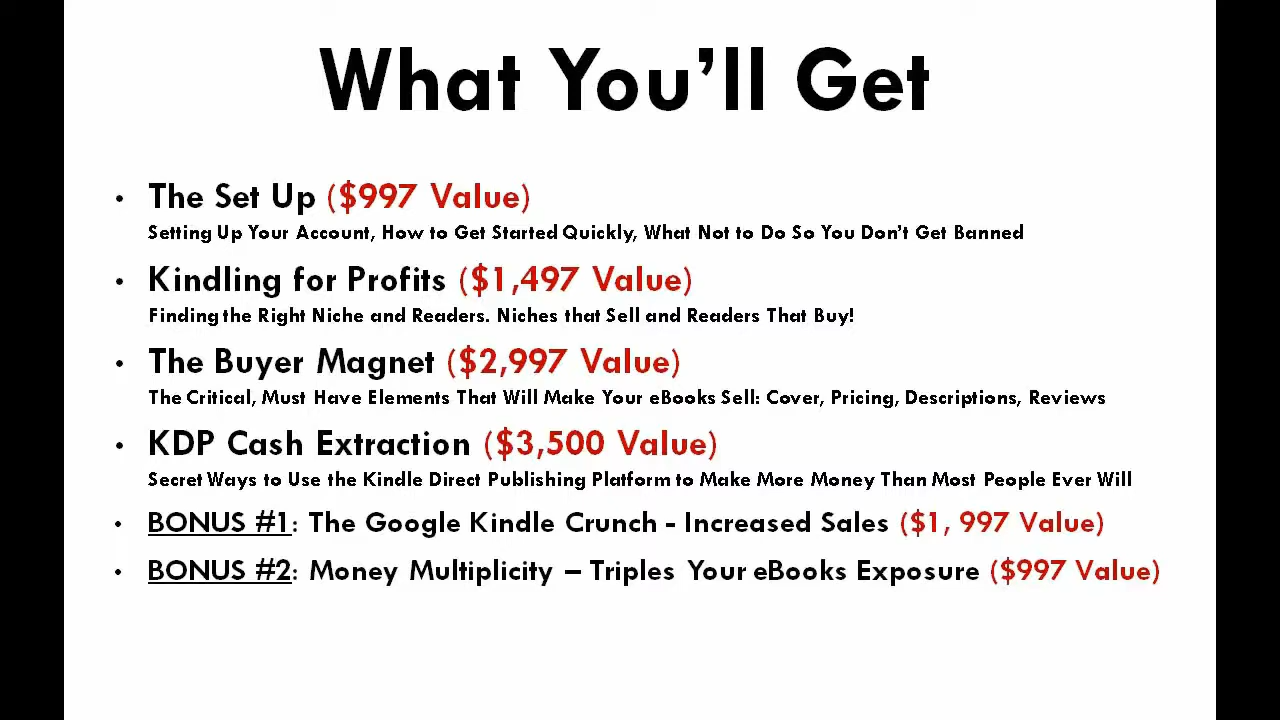 What You’ll Get
• The Set Up ($997 Value)
Setting Up Your Account, How to Get Started Quickly, What Not to Do So You Don’t Get Banned
• Kindling for Profits ($1,497 Value)
Finding the Right Niche and Readers. Niches that Sell and Readers That Buy!
• The Buyer Magnet ($2,997 Value)
The Critical, Must Have Elements That Will Make Your eBooks Sell: Cover, Pricing, Descriptions, Reviews
• KDP Cash Extraction ($3,500 Value)
Secret Ways to Use the Kindle Direct Publishing Platform to Make More Money Than Most People Ever Will
• BONUS #1: The Google Kindle Crunch - Increased Sales ($1, 997 Value)
• BONUS #2: Money Multiplicity – Triples Your eBooks Exposure ($997 Value)